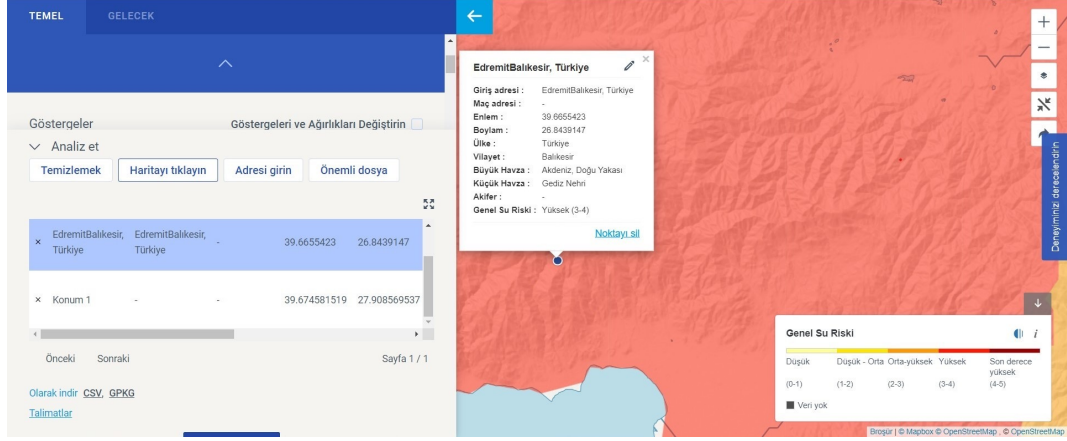 TEMEL GELECEK
Göstergeler Göstergeleri ve Ağırlıkları Değiştirin
Analiz et
Temizlemek Haritayı tıklayın Adresi girin Önemli dosya
× EdremitBalıkesir, Türkiye EdremitBalıkesir, Türkiye - 39.6655423 26.8439147
× Konum 1 - - 39.674581519 27.908569537
Önceki Sonraki Sayfa 1 / 1
Olarak indir CSV, GPKG
Talimatlar
EdremitBalıkesir, Türkiye ×
Giriş adresi : EdremitBalıkesir, Türkiye
Maç adresi : -
Enlem : 39.6655423
Boylam : 26.8439147
Ülke : Türkiye
Vilayet : Balıkesir
Büyük Havza : Akdeniz, Doğu Yakası
Küçük Havza : Gediz Nehri
Akifer : -
Genel Su Riski : Yüksek (3-4)
Noktayı sil
+
−
Deneyiminizi derecelendirin
Genel Su Riski i
Düşük Düşük - Orta Orta-yüksek Yüksek Son derece
yüksek
(0-1) (1-2) (2-3) (3-4) (4-5)
Veri yok
Broşür | © Mapbox © OpenStreetMap , © OpenStreetMap